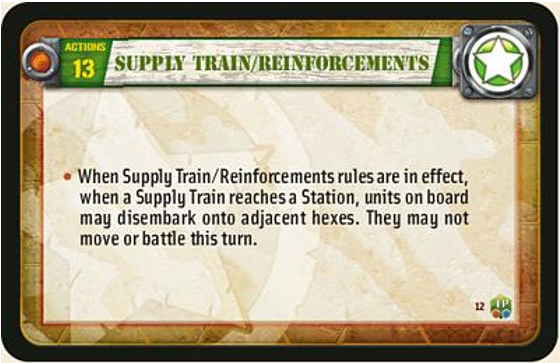 ACTIONS
13
SUPPLY TRAIN/REINFORCEMENTS
• When Supply Train/Reinforcements rules are in effect,
when a Supply Train reaches a Station, units on board
may disembark onto adjacent hexes. They may not
move or battle this turn.
12 TP